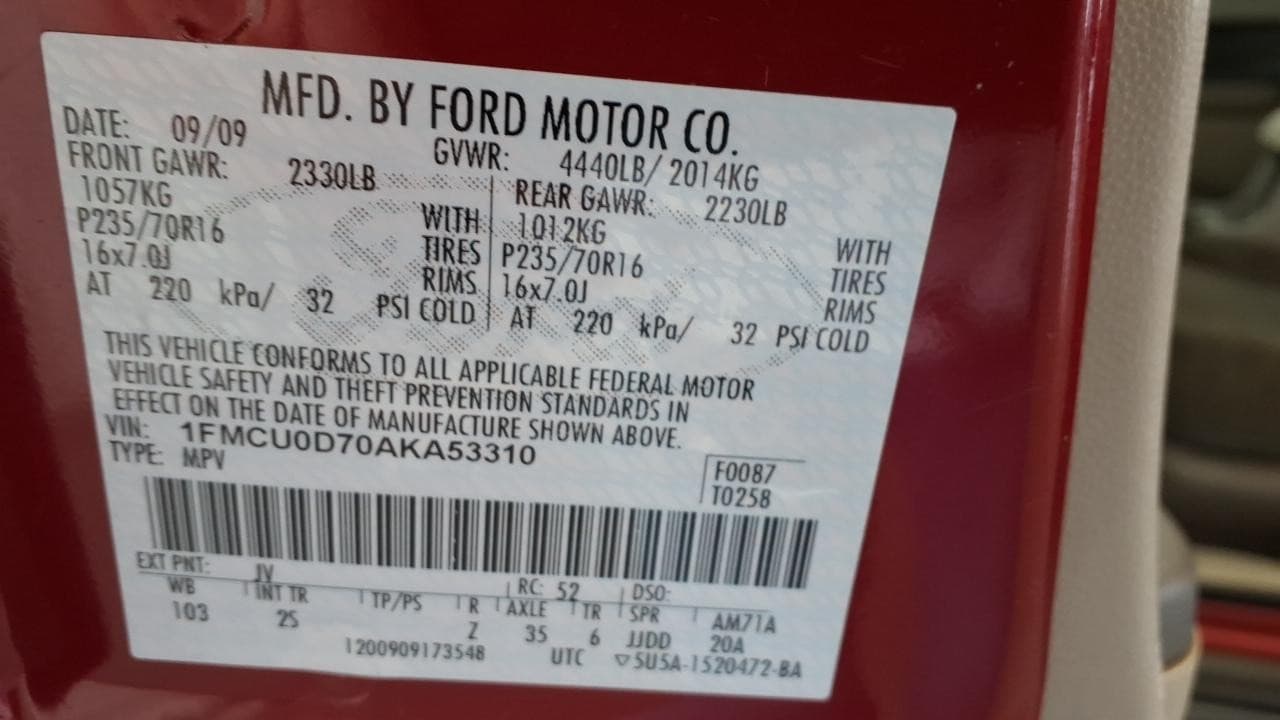 MFD. BY FORD MOTOR CO.
DATE: 09/09 GVWR: 4440LB/ 2014KG
FRONT GAWR: 2330LB REAR GAWR: 2230LB
1057KG WITH 1012KG WITH
P235/70R16 TIRES P235/70R16 TIRES
16x7.0J RIMS 16x7.0J RIMS
AT 220 kPa/ 32 PSI COLD AT 220 kPa/ 32 PSI COLD
THIS VEHICLE CONFORMS TO ALL APPLICABLE FEDERAL MOTOR
VEHICLE SAFETY AND THEFT PREVENTION STANDARDS IN
EFFECT ON THE DATE OF MANUFACTURE SHOWN ABOVE.
VIN: 1FMCU0D70AKA53310
TYPE: MPV F0087
T0258
EXT PNT: JV RC: 52 DSO:
WB INT TR TP/PS R AXLE TR SPR AM71A
103 2S Z 35 6 JJDD 20A
1200909173548 UTC ▽5U5A-1520472-BA